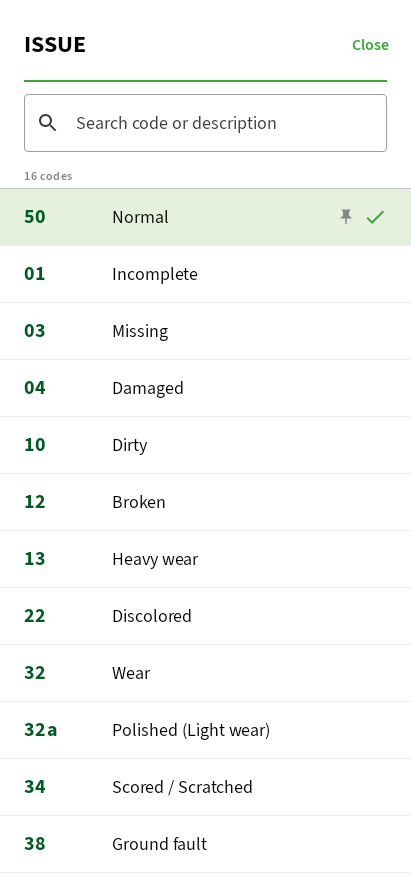 ISSUE
Close
Search code or description
16 codes
50 Normal
01 Incomplete
03 Missing
04 Damaged
10 Dirty
12 Broken
13 Heavy wear
22 Discolored
32 Wear
32a Polished (Light wear)
34 Scored / Scratched
38 Ground fault